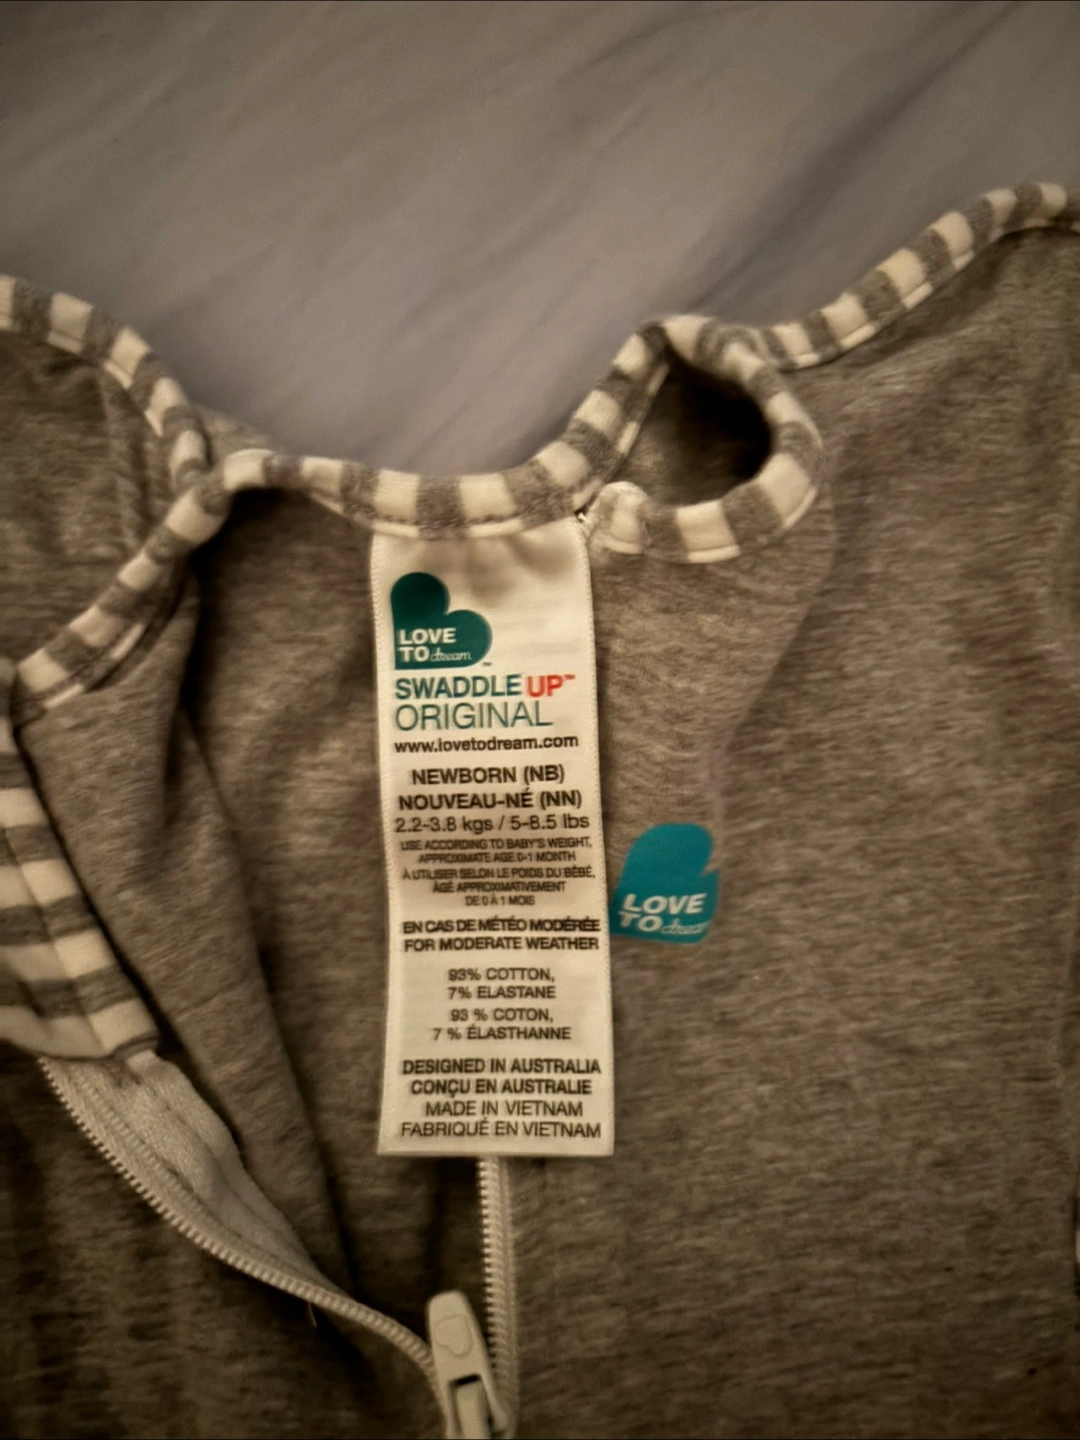 LOVE
TO dream™
SWADDLE UP™
ORIGINAL
www.lovetodream.com
NEWBORN (NB)
NOUVEAU-NÉ (NN)
2.2-3.8 kgs / 5-8.5 lbs
USE ACCORDING TO BABY'S WEIGHT,
APPROXIMATE AGE 0-1 MONTH
À UTILISER SELON LE POIDS DU BÉBÉ,
ÂGÉ APPROXIMATIVEMENT
DE 0 À 1 MOIS
EN CAS DE MÉTÉO MODÉRÉE
FOR MODERATE WEATHER
93% COTTON,
7% ELASTANE
93 % COTON,
7 % ÉLASTHANNE
DESIGNED IN AUSTRALIA
CONÇU EN AUSTRALIE
MADE IN VIETNAM
FABRIQUÉ EN VIETNAM
LOVE
TO dream